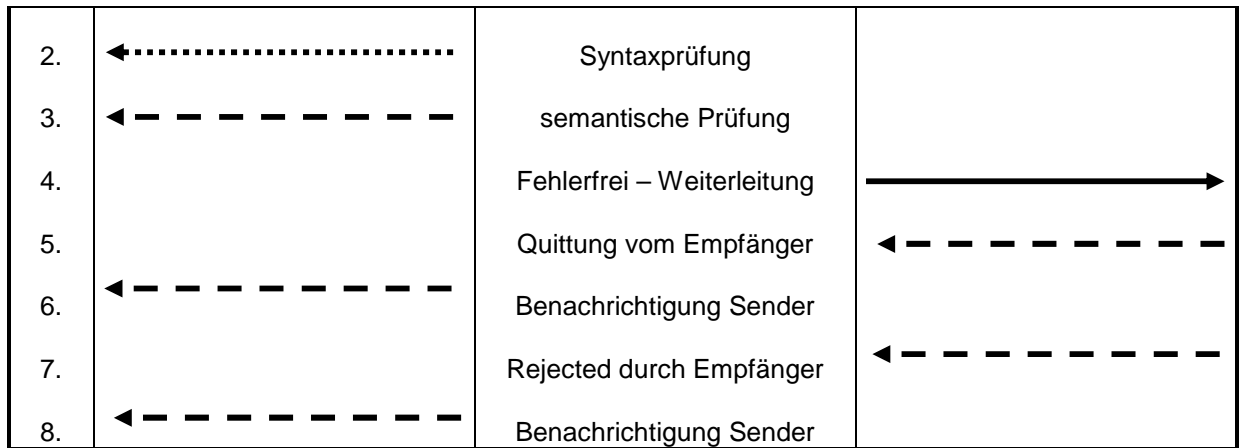 2. Syntaxprüfung
3. semantische Prüfung
4. Fehlerfrei – Weiterleitung
5. Quittung vom Empfänger
6. Benachrichtigung Sender
7. Rejected durch Empfänger
8. Benachrichtigung Sender